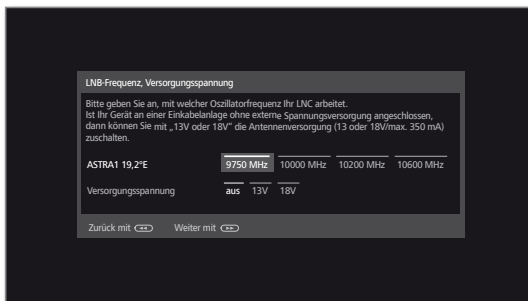 LNB-Frequenz, Versorgungsspannung
Bitte geben Sie an, mit welcher Oszillatorfrequenz Ihr LNC arbeitet.
Ist Ihr Gerät an einer Einkabelanlage ohne externe Spannungsversorgung angeschlossen,
dann können Sie mit „13V oder 18V“ die Antennenversorgung (13 oder 18V/max. 350 mA)
zuschalten.
ASTRA1 19,2°E 9750 MHz 10000 MHz 10200 MHz 10600 MHz
Versorgungsspannung aus 13V 18V
Zurück mit Weiter mit